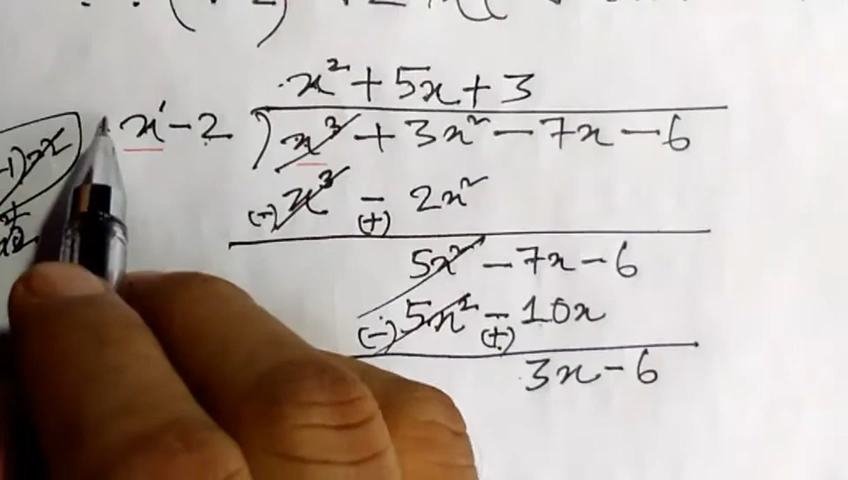 x² + 5x + 3
x' - 2 ) x³ + 3x² - 7x - 6
(-) x³ - (+) 2x²
5x² - 7x - 6
(-) 5x² - (+) 10x
3x - 6